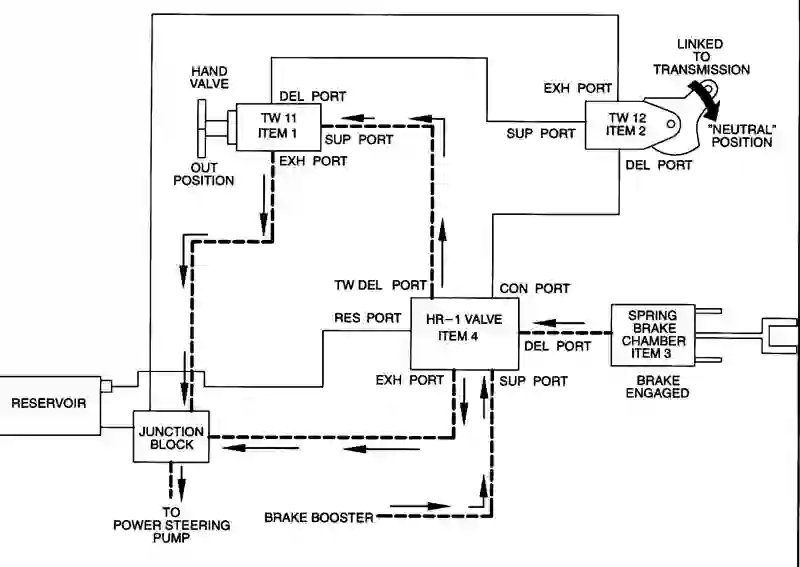 LINKED
TO
TRANSMISSION
HAND
VALVE
EXH PORT
DEL PORT
TW 11
ITEM 1
TW 12
ITEM 2
SUP PORT
SUP PORT
"NEUTRAL"
POSITION
EXH PORT
DEL PORT
OUT
POSITION
TW DEL PORT
CON PORT
RES PORT
HR-1 VALVE
ITEM 4
SPRING
BRAKE
CHAMBER
ITEM 3
DEL PORT
EXH PORT
SUP PORT
BRAKE
ENGAGED
RESERVOIR
JUNCTION
BLOCK
TO
POWER STEERING
PUMP
BRAKE BOOSTER